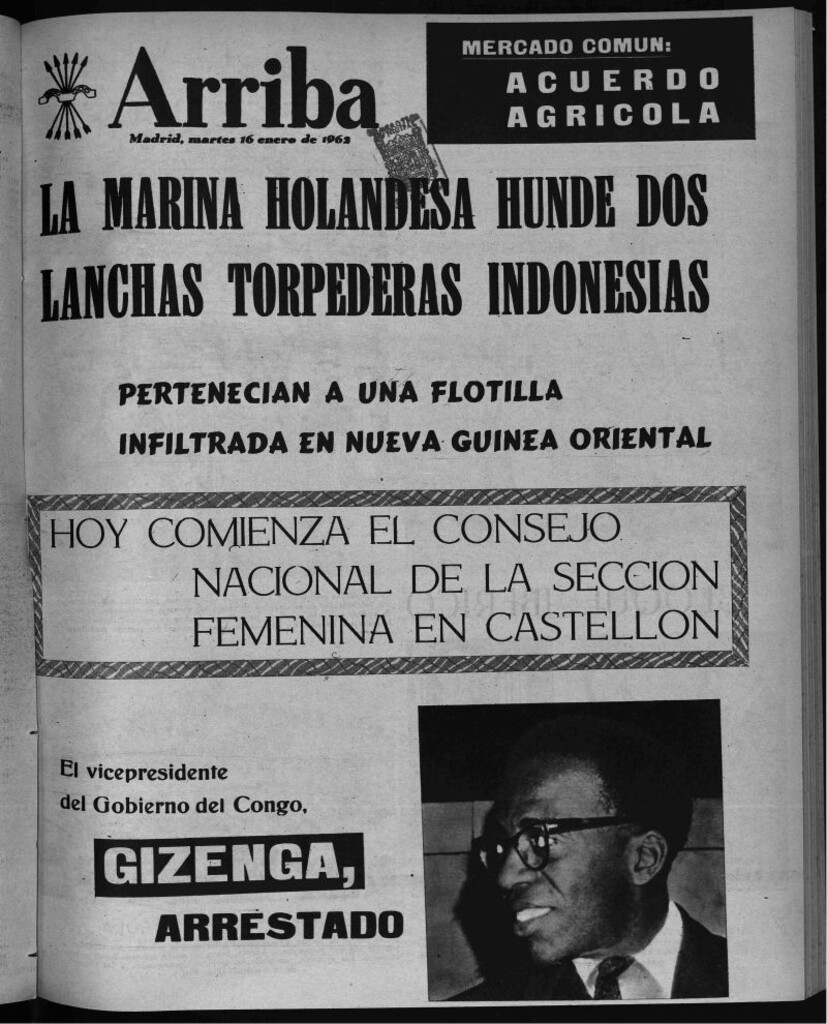 Arriba
Madrid, martes 16 enero de 1962
MERCADO COMUN:
ACUERDO
AGRICOLA
LA MARINA HOLANDESA HUNDE DOS
LANCHAS TORPEDERAS INDONESIAS
PERTENECIAN A UNA FLOTILLA
INFILTRADA EN NUEVA GUINEA ORIENTAL
HOY COMIENZA EL CONSEJO
NACIONAL DE LA SECCION
FEMENINA EN CASTELLON
El vicepresidente
del Gobierno del Congo,
GIZENGA,
ARRESTADO